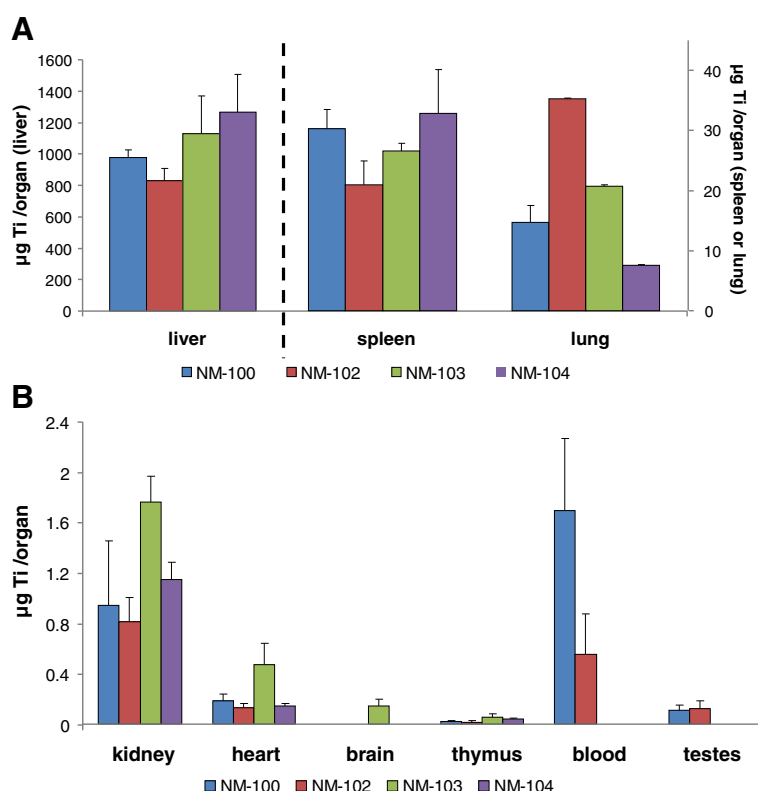 A
µg Ti /organ (liver)
1600
1400
1200
1000
800
600
400
200
0
40
30
20
10
0
µg Ti /organ (spleen or lung)
liver spleen lung
NM-100 NM-102 NM-103 NM-104
B
µg Ti /organ
2.4
2
1.6
1.2
0.8
0.4
0
kidney heart brain thymus blood testes
NM-100 NM-102 NM-103 NM-104